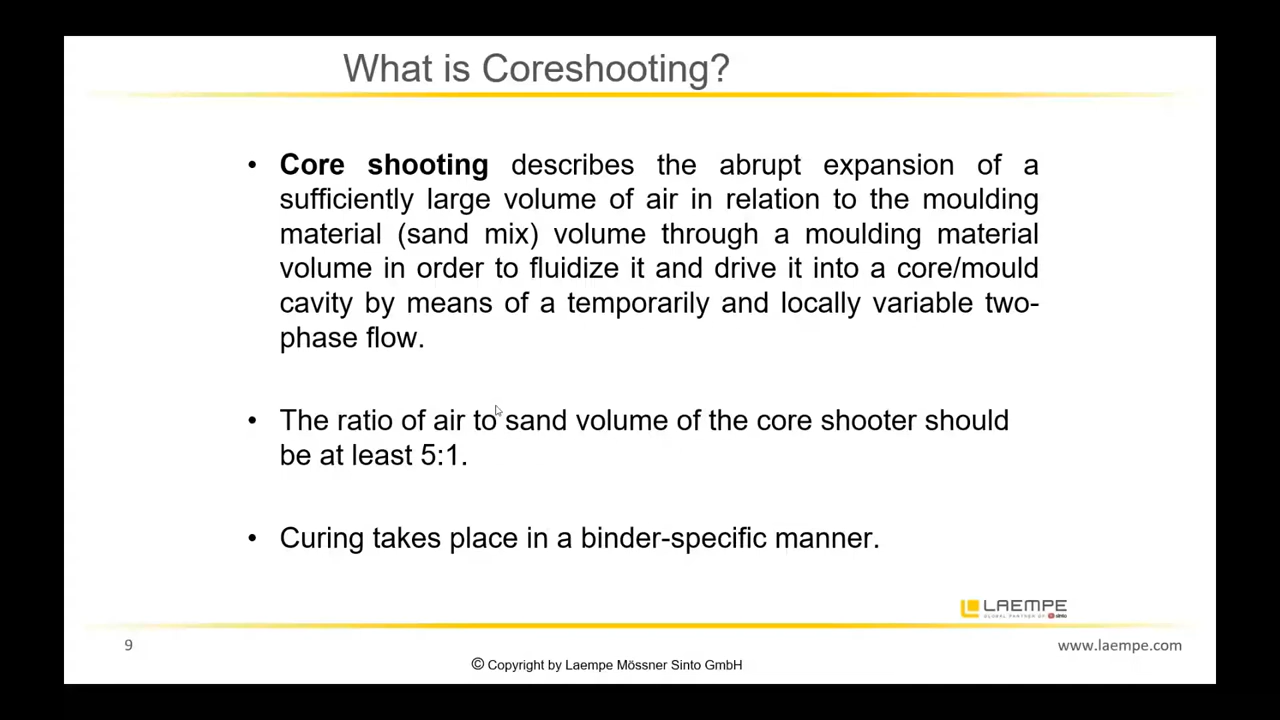 What is Coreshooting?
• Core shooting describes the abrupt expansion of a
sufficiently large volume of air in relation to the moulding
material (sand mix) volume through a moulding material
volume in order to fluidize it and drive it into a core/mould
cavity by means of a temporarily and locally variable two-
phase flow.
• The ratio of air to sand volume of the core shooter should
be at least 5:1.
• Curing takes place in a binder-specific manner.
LAEMPE
GLOBAL PARTNER OF sinto
9
www.laempe.com
© Copyright by Laempe Mössner Sinto GmbH